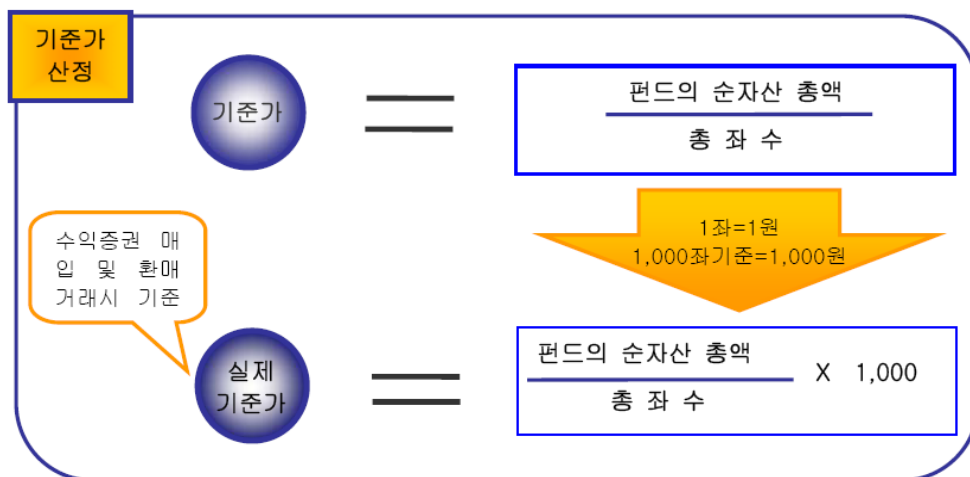 기준가
산정
기준가
펀드의 순자산 총액
총 좌 수
1좌=1원
1,000좌기준=1,000원
수익증권 매
입 및 환매
거래시 기준
실제
기준가
펀드의 순자산 총액
X 1,000
총 좌 수